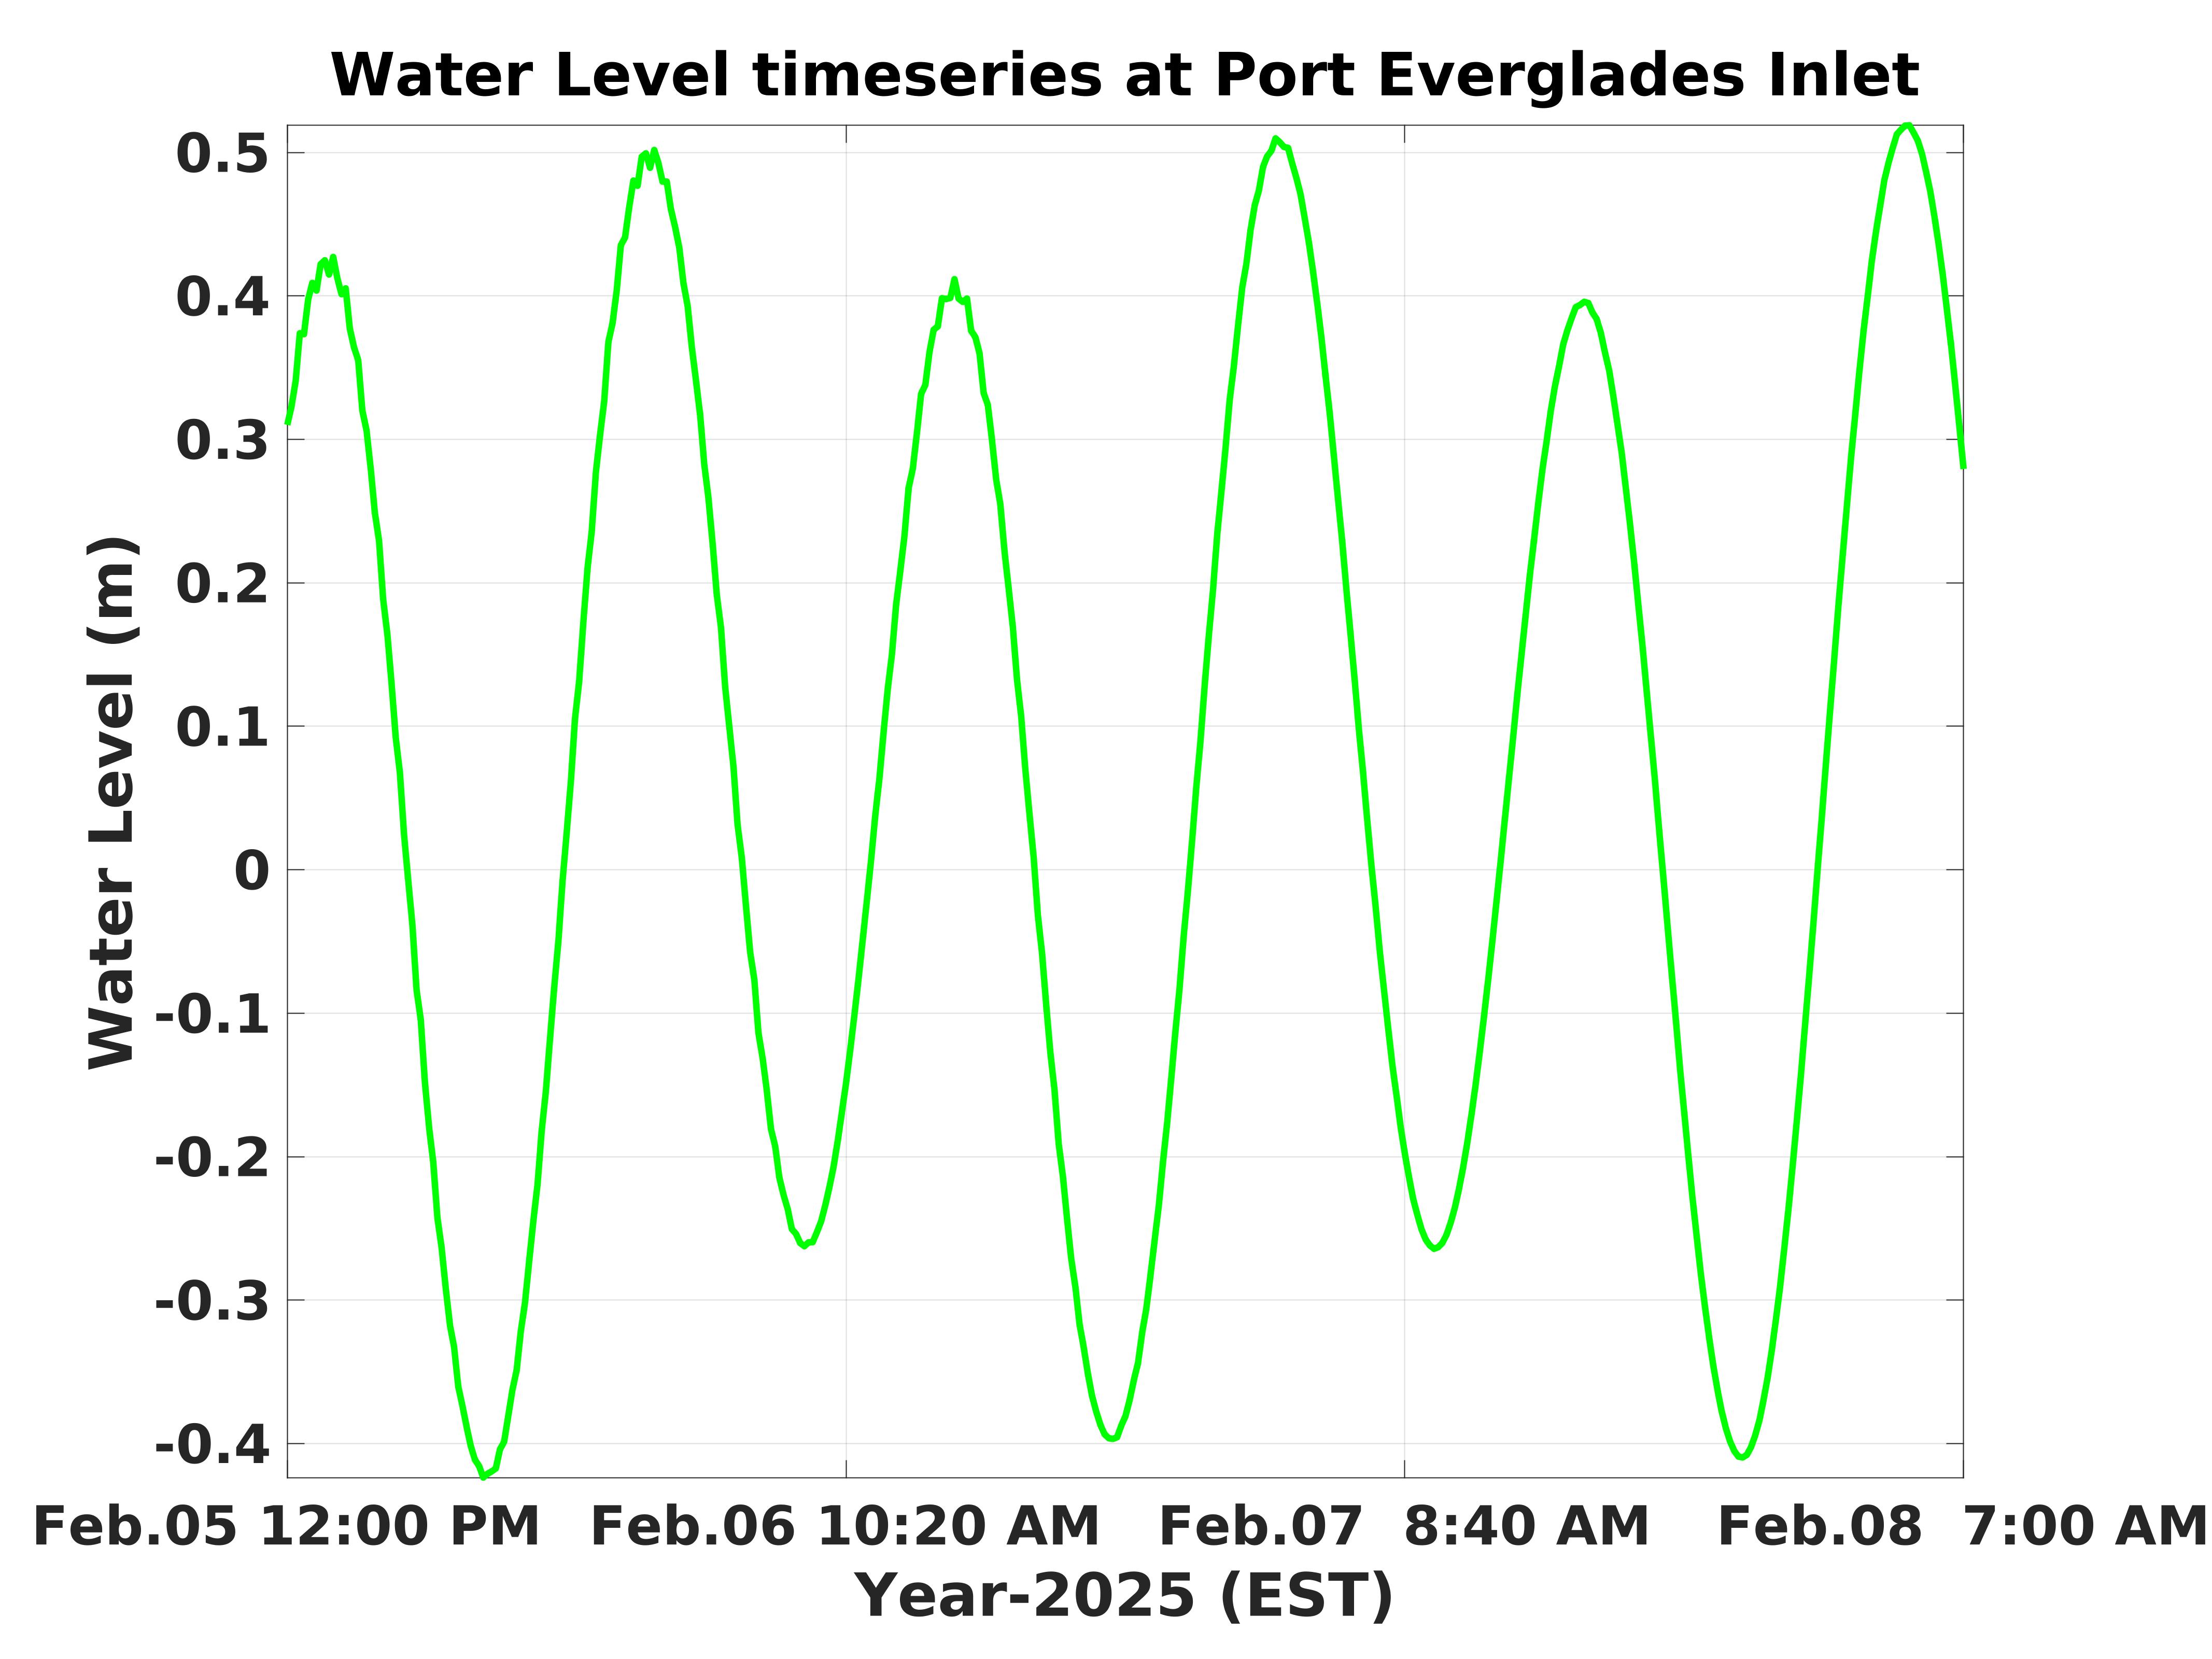 Water Level timeseries at Port Everglades Inlet
0.5
0.4
0.3
0.2
0.1
0
-0.1
-0.2
-0.3
-0.4
Water Level (m)
Feb.05 12:00 PM Feb.06 10:20 AM Feb.07 8:40 AM Feb.08 7:00 AM
Year-2025 (EST)